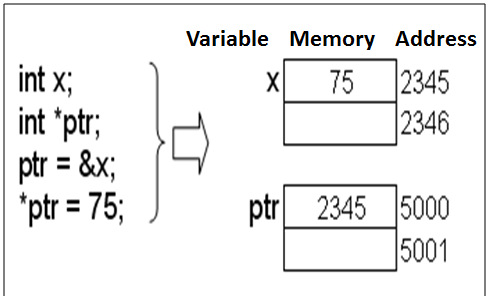 Variable Memory Address
int x;
int *ptr;
ptr = &x;
*ptr = 75;
x 75 2345
2346
ptr 2345 5000
5001